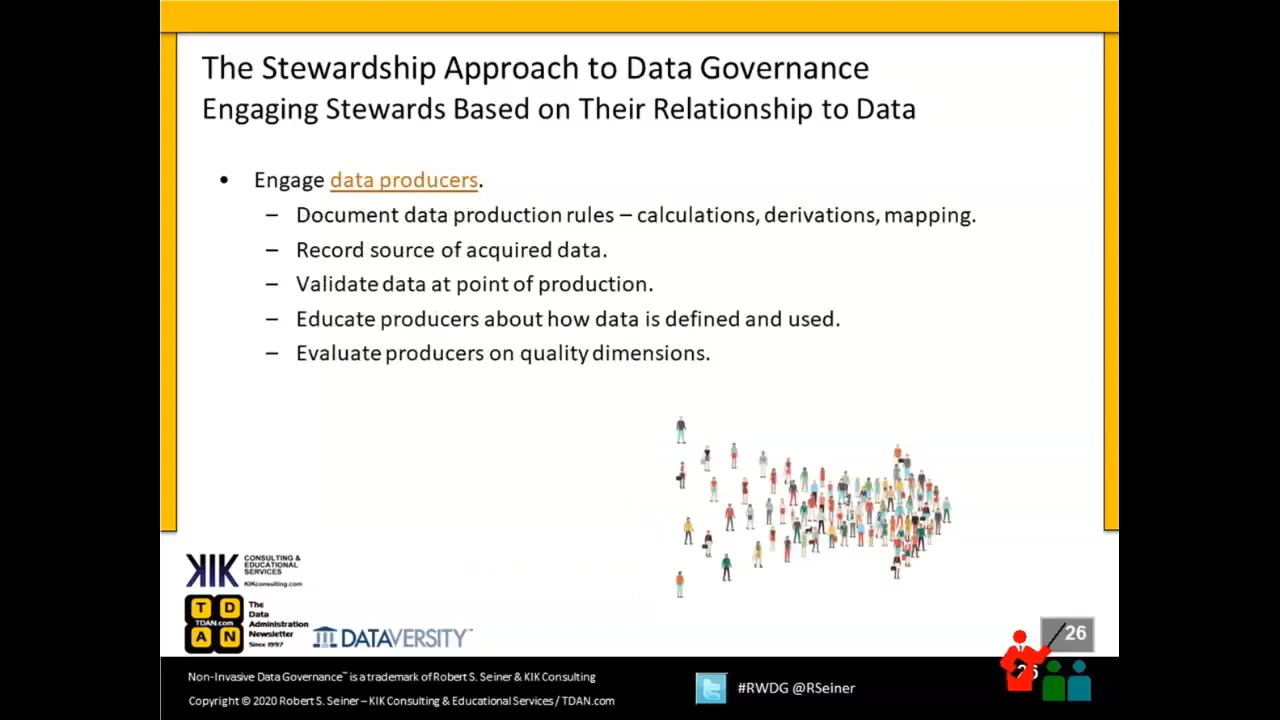 The Stewardship Approach to Data Governance
Engaging Stewards Based on Their Relationship to Data
• Engage data producers.
– Document data production rules – calculations, derivations, mapping.
– Record source of acquired data.
– Validate data at point of production.
– Educate producers about how data is defined and used.
– Evaluate producers on quality dimensions.
KIK CONSULTING &
EDUCATIONAL
SERVICES
KIKconsulting.com
T D
TDAN.com
A N
The
Data
Administration
Newsletter
Since 1997
DATAVERSITY™
26
Non-Invasive Data Governance™ is a trademark of Robert S. Seiner & KIK Consulting
Copyright © 2020 Robert S. Seiner – KIK Consulting & Educational Services / TDAN.com
#RWDG @RSeiner